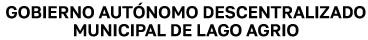 GOBIERNO AUTÓNOMO DESCENTRALIZADO
MUNICIPAL DE LAGO AGRIO